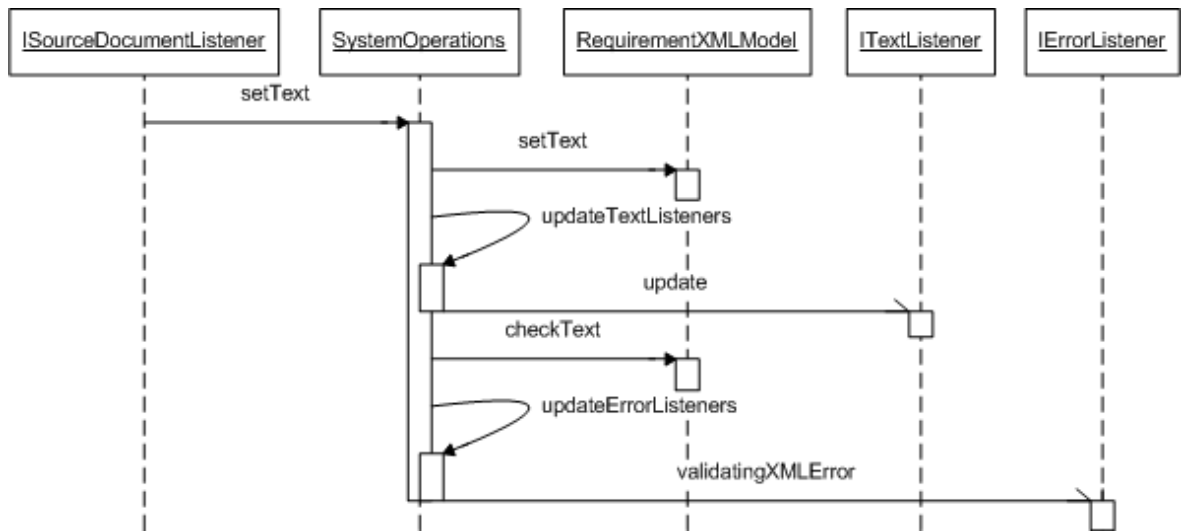 ISourceDocumentListener
SystemOperations
RequirementXMLModel
ITextListener
IErrorListener
setText
setText
updateTextListeners
update
checkText
updateErrorListeners
validatingXMLError